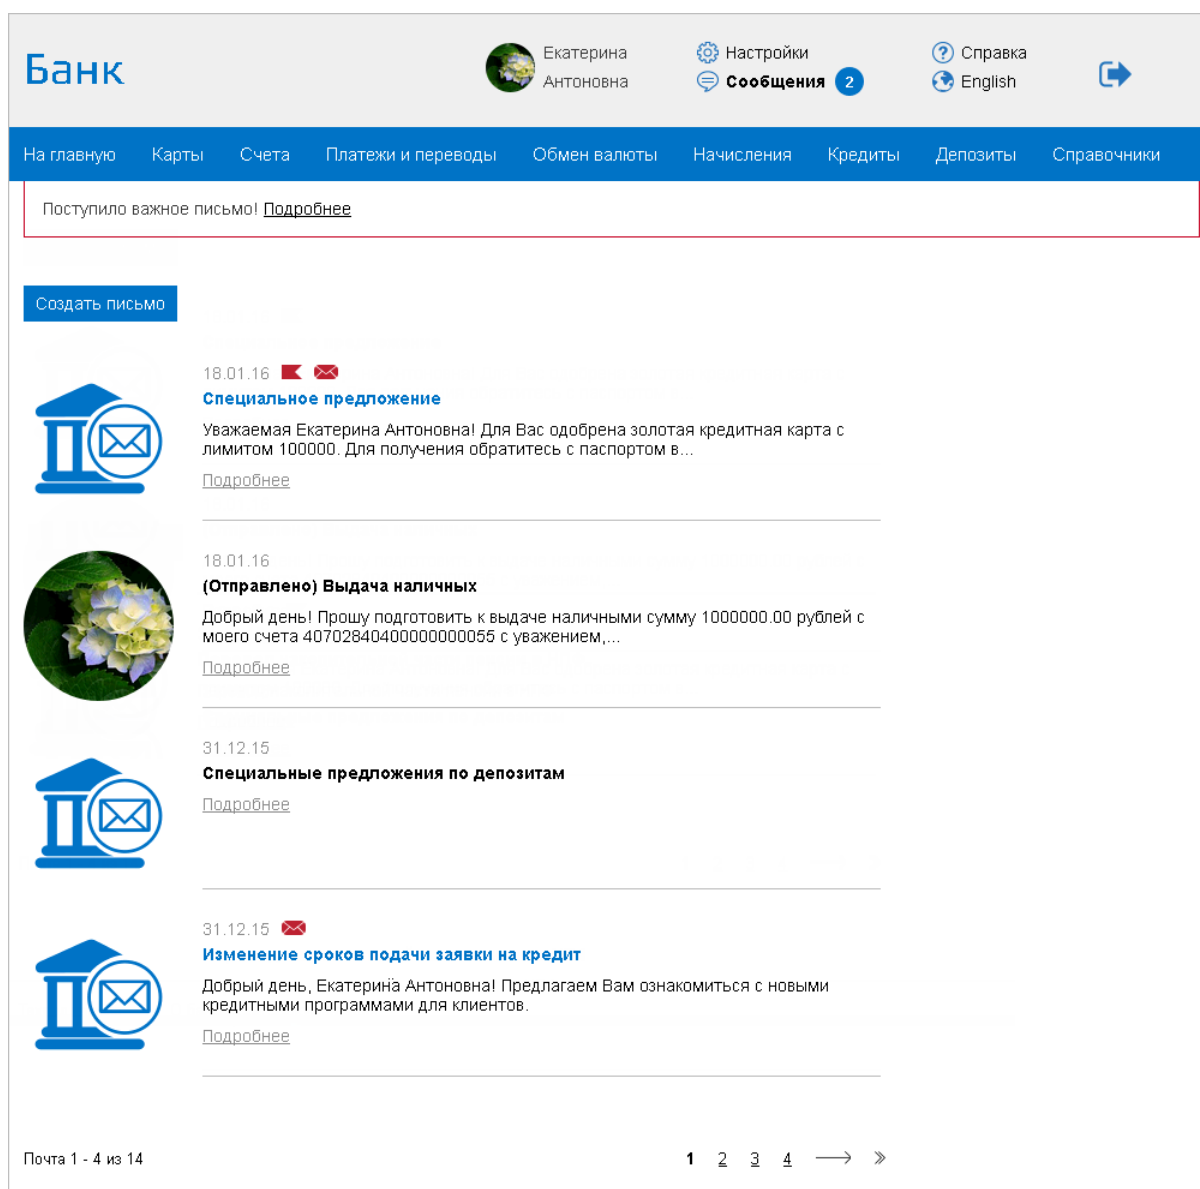 Банк
Екатерина
Антоновна
Настройки
Сообщения 2
Справка
English
На главную Карты Счета Платежи и переводы Обмен валюты Начисления Кредиты Депозиты Справочники
Поступило важное письмо! Подробнее
Создать письмо
18.01.16
Специальное предложение
Уважаемая Екатерина Антоновна! Для Вас одобрена золотая кредитная карта с
лимитом 100000. Для получения обратитесь с паспортом в...
Подробнее
18.01.16
(Отправлено) Выдача наличных
Добрый день! Прошу подготовить к выдаче наличными сумму 1000000.00 рублей с
моего счета 40702840400000000055 с уважением,...
Подробнее
31.12.15
Специальные предложения по депозитам
Подробнее
31.12.15
Изменение сроков подачи заявки на кредит
Добрый день, Екатерина Антоновна! Предлагаем Вам ознакомиться с новыми
кредитными программами для клиентов.
Подробнее
Почта 1 - 4 из 14
1 2 3 4